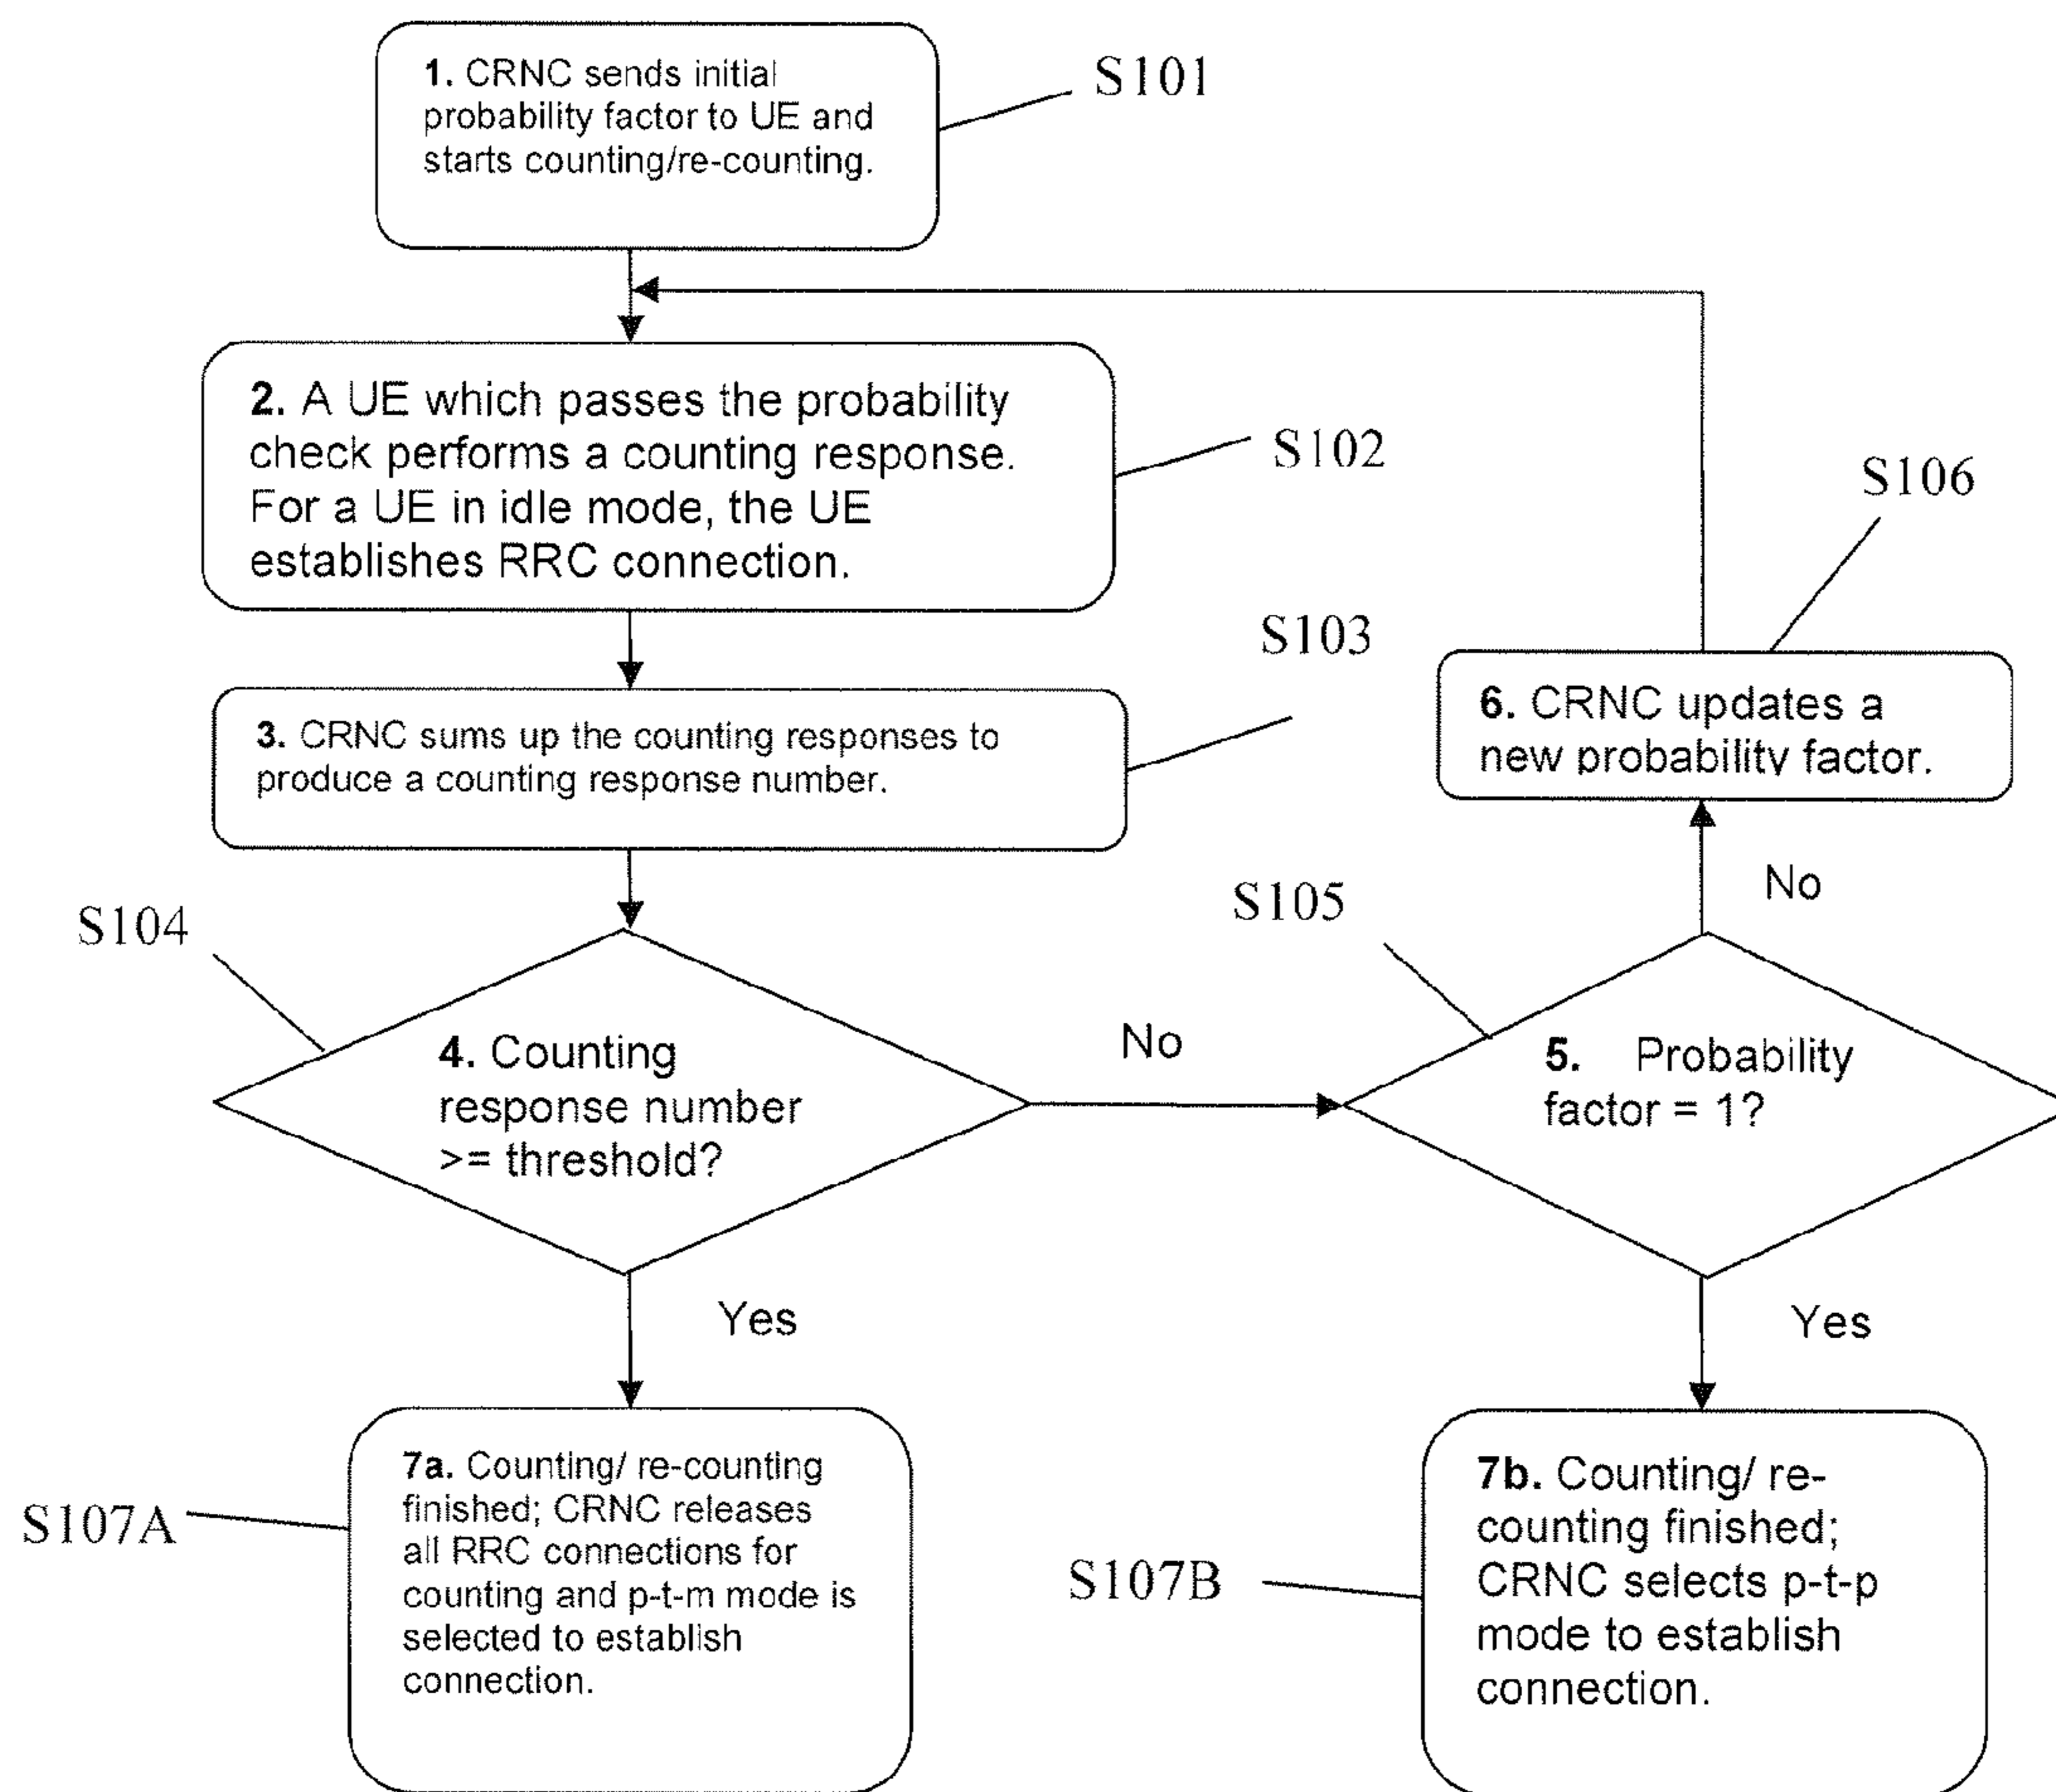 1. CRNC sends initial
probability factor to UE and
starts counting/re-counting.
S101
2. A UE which passes the probability
check performs a counting response.
For a UE in idle mode, the UE
establishes RRC connection.
S102
S106
S103
3. CRNC sums up the counting responses to
produce a counting response number.
6. CRNC updates a
new probability factor.
No
S104
S105
4. Counting
response number
>= threshold?
No
5. Probability
factor = 1?
Yes
Yes
7a. Counting/ re-counting
finished; CRNC releases
all RRC connections for
counting and p-t-m mode is
selected to establish
connection.
S107A
7b. Counting/ re-
counting finished;
CRNC selects p-t-p
mode to establish
connection.
S107B